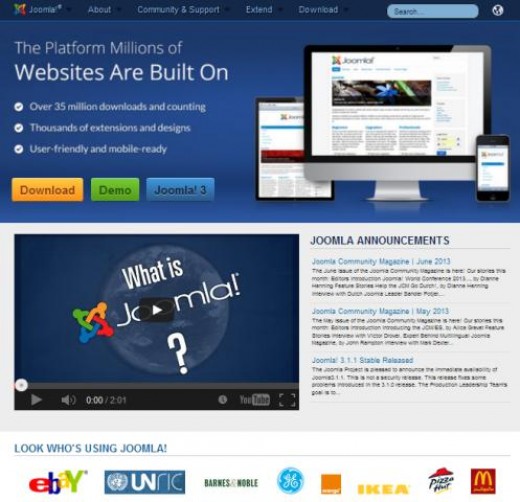 Joomla!® About Community & Support Extend Download Search...
The Platform Millions of
Websites Are Built On
Over 35 million downloads and counting
Thousands of extensions and designs
User-friendly and mobile-ready
Download Demo Joomla! 3
Joomla!
What is
Joomla!
?
0:00 / 2:01 YouTube
JOOMLA ANNOUNCEMENTS
Joomla Community Magazine | June 2013
The June issue of the Joomla Community Magazine is here! Our stories this
month: Editors Introduction Joomla! World Conference 2013..., by Dianne
Henning Feature Stories Help the JCM Go Dutch!, by Dianne Henning
Interview with Dutch Joomla Leader Sander Potjer...
Joomla Community Magazine | May 2013
The May issue of the Joomla Community Magazine is here! Our stories this
month: Editors Introduction Introducing the JCM/ES, by Alice Grevet Feature
Stories Interview with Victor Drover, Expert Behind Multilingual Joomla
Magazine, by John Rampton Interview with Mark Dexter...
Joomla! 3.1.1 Stable Released
The Joomla Project is pleased to announce the immediate availability of
Joomla 3.1.1. This is not a security release. This release fixes some
problems introduced in the 3.1.0 release. The Production Leadership Team's
goal is to...
LOOK WHO'S USING JOOMLA!
ebay UNRIC BARNES&NOBLE GE orange IKEA Pizza Hut McDonald's